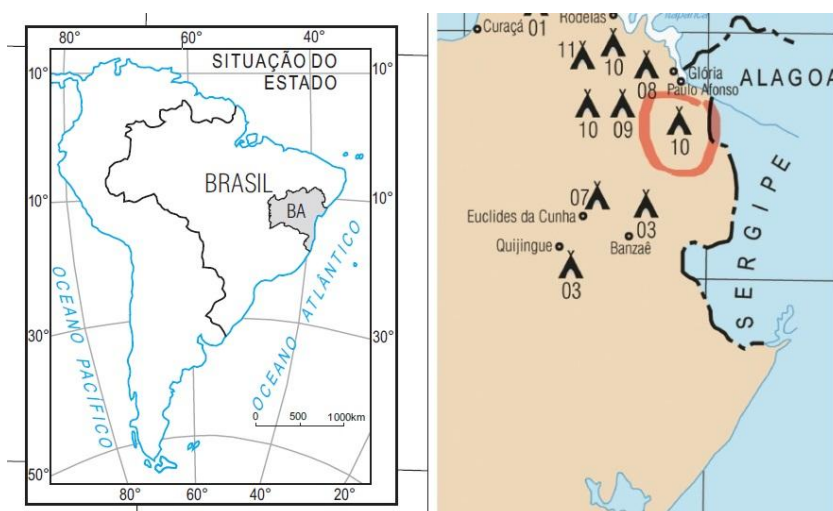 80°
60°
SITUAÇÃO DO
ESTADO
10°
10°
BRASIL
BA
10°
10°
OCEANO PACÍFICO
OCEANO ATLÂNTICO
30°
30°
0 500 1000km
50°
80° 60° 40° 20°
Curaçá
01
Rodelas
11
10
08
Glória
Paulo Afonso
ALAGOA
10
09
10
07
Euclides da Cunha
03
Quijingue
Banzaê
03
SERGIPE